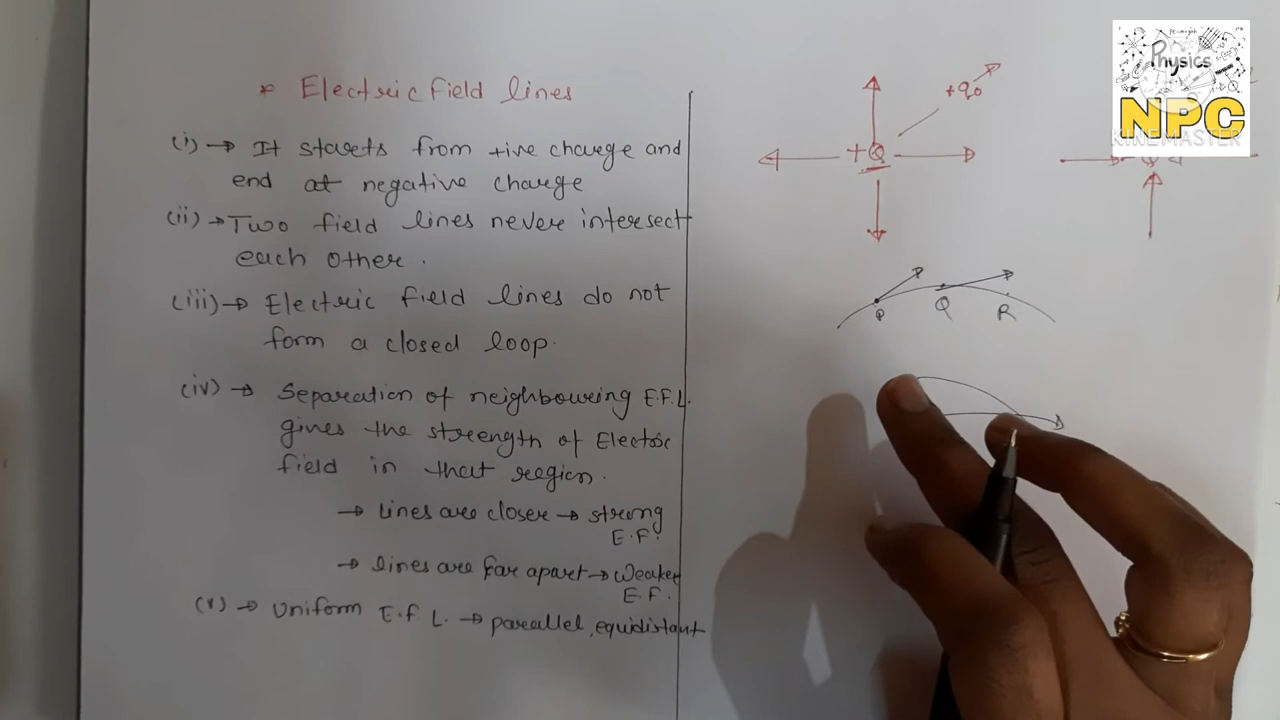 * Electric field lines
(i) → It starts from +ive charge and
end at negative charge
(ii) → Two field lines never intersect
each other.
(iii) → Electric field lines do not
form a closed loop.
(iv) → Separation of neighbouring E.F.L.
gives the strength of Electric
field in that region.
→ lines are closer → strong
E.F.
→ lines are far apart → Weaker
E.F.
(v) → Uniform E.F.L. → parallel, equidistant
+q0
+Q
P
Q
R
Physics
NPC
KINEMASTER